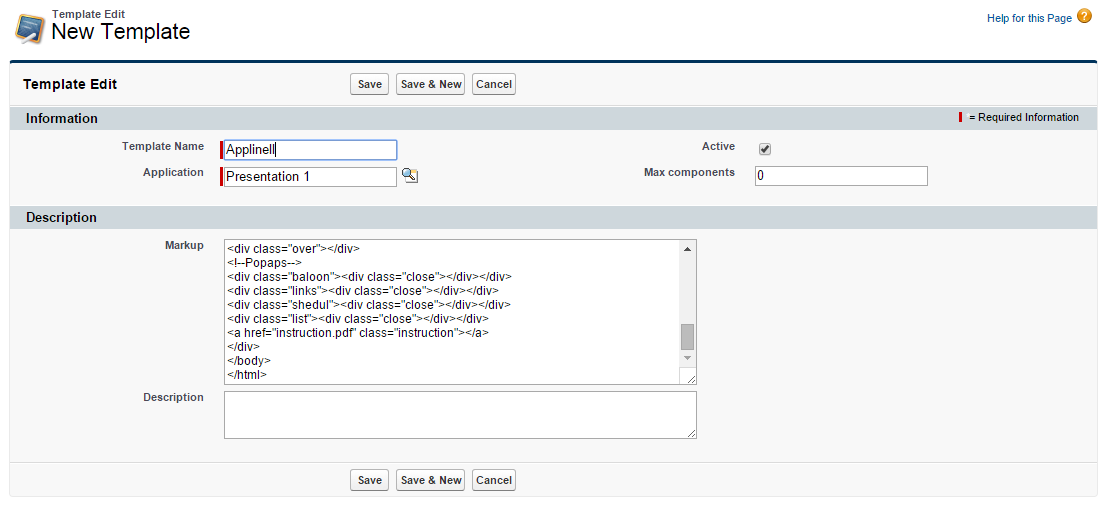 Template Edit
New Template
Help for this Page ?
Template Edit
Save Save & New Cancel
Information
= Required Information
Template Name Applinell
Active
Application Presentation 1
Max components 0
Description
Markup
<div class="over"></div>
<!--Popaps-->
<div class="baloon"><div class="close"></div></div>
<div class="links"><div class="close"></div></div>
<div class="shedul"><div class="close"></div></div>
<div class="list"><div class="close"></div></div>
<a href="instruction.pdf" class="instruction"></a>
</div>
</body>
</html>
Description
Save Save & New Cancel